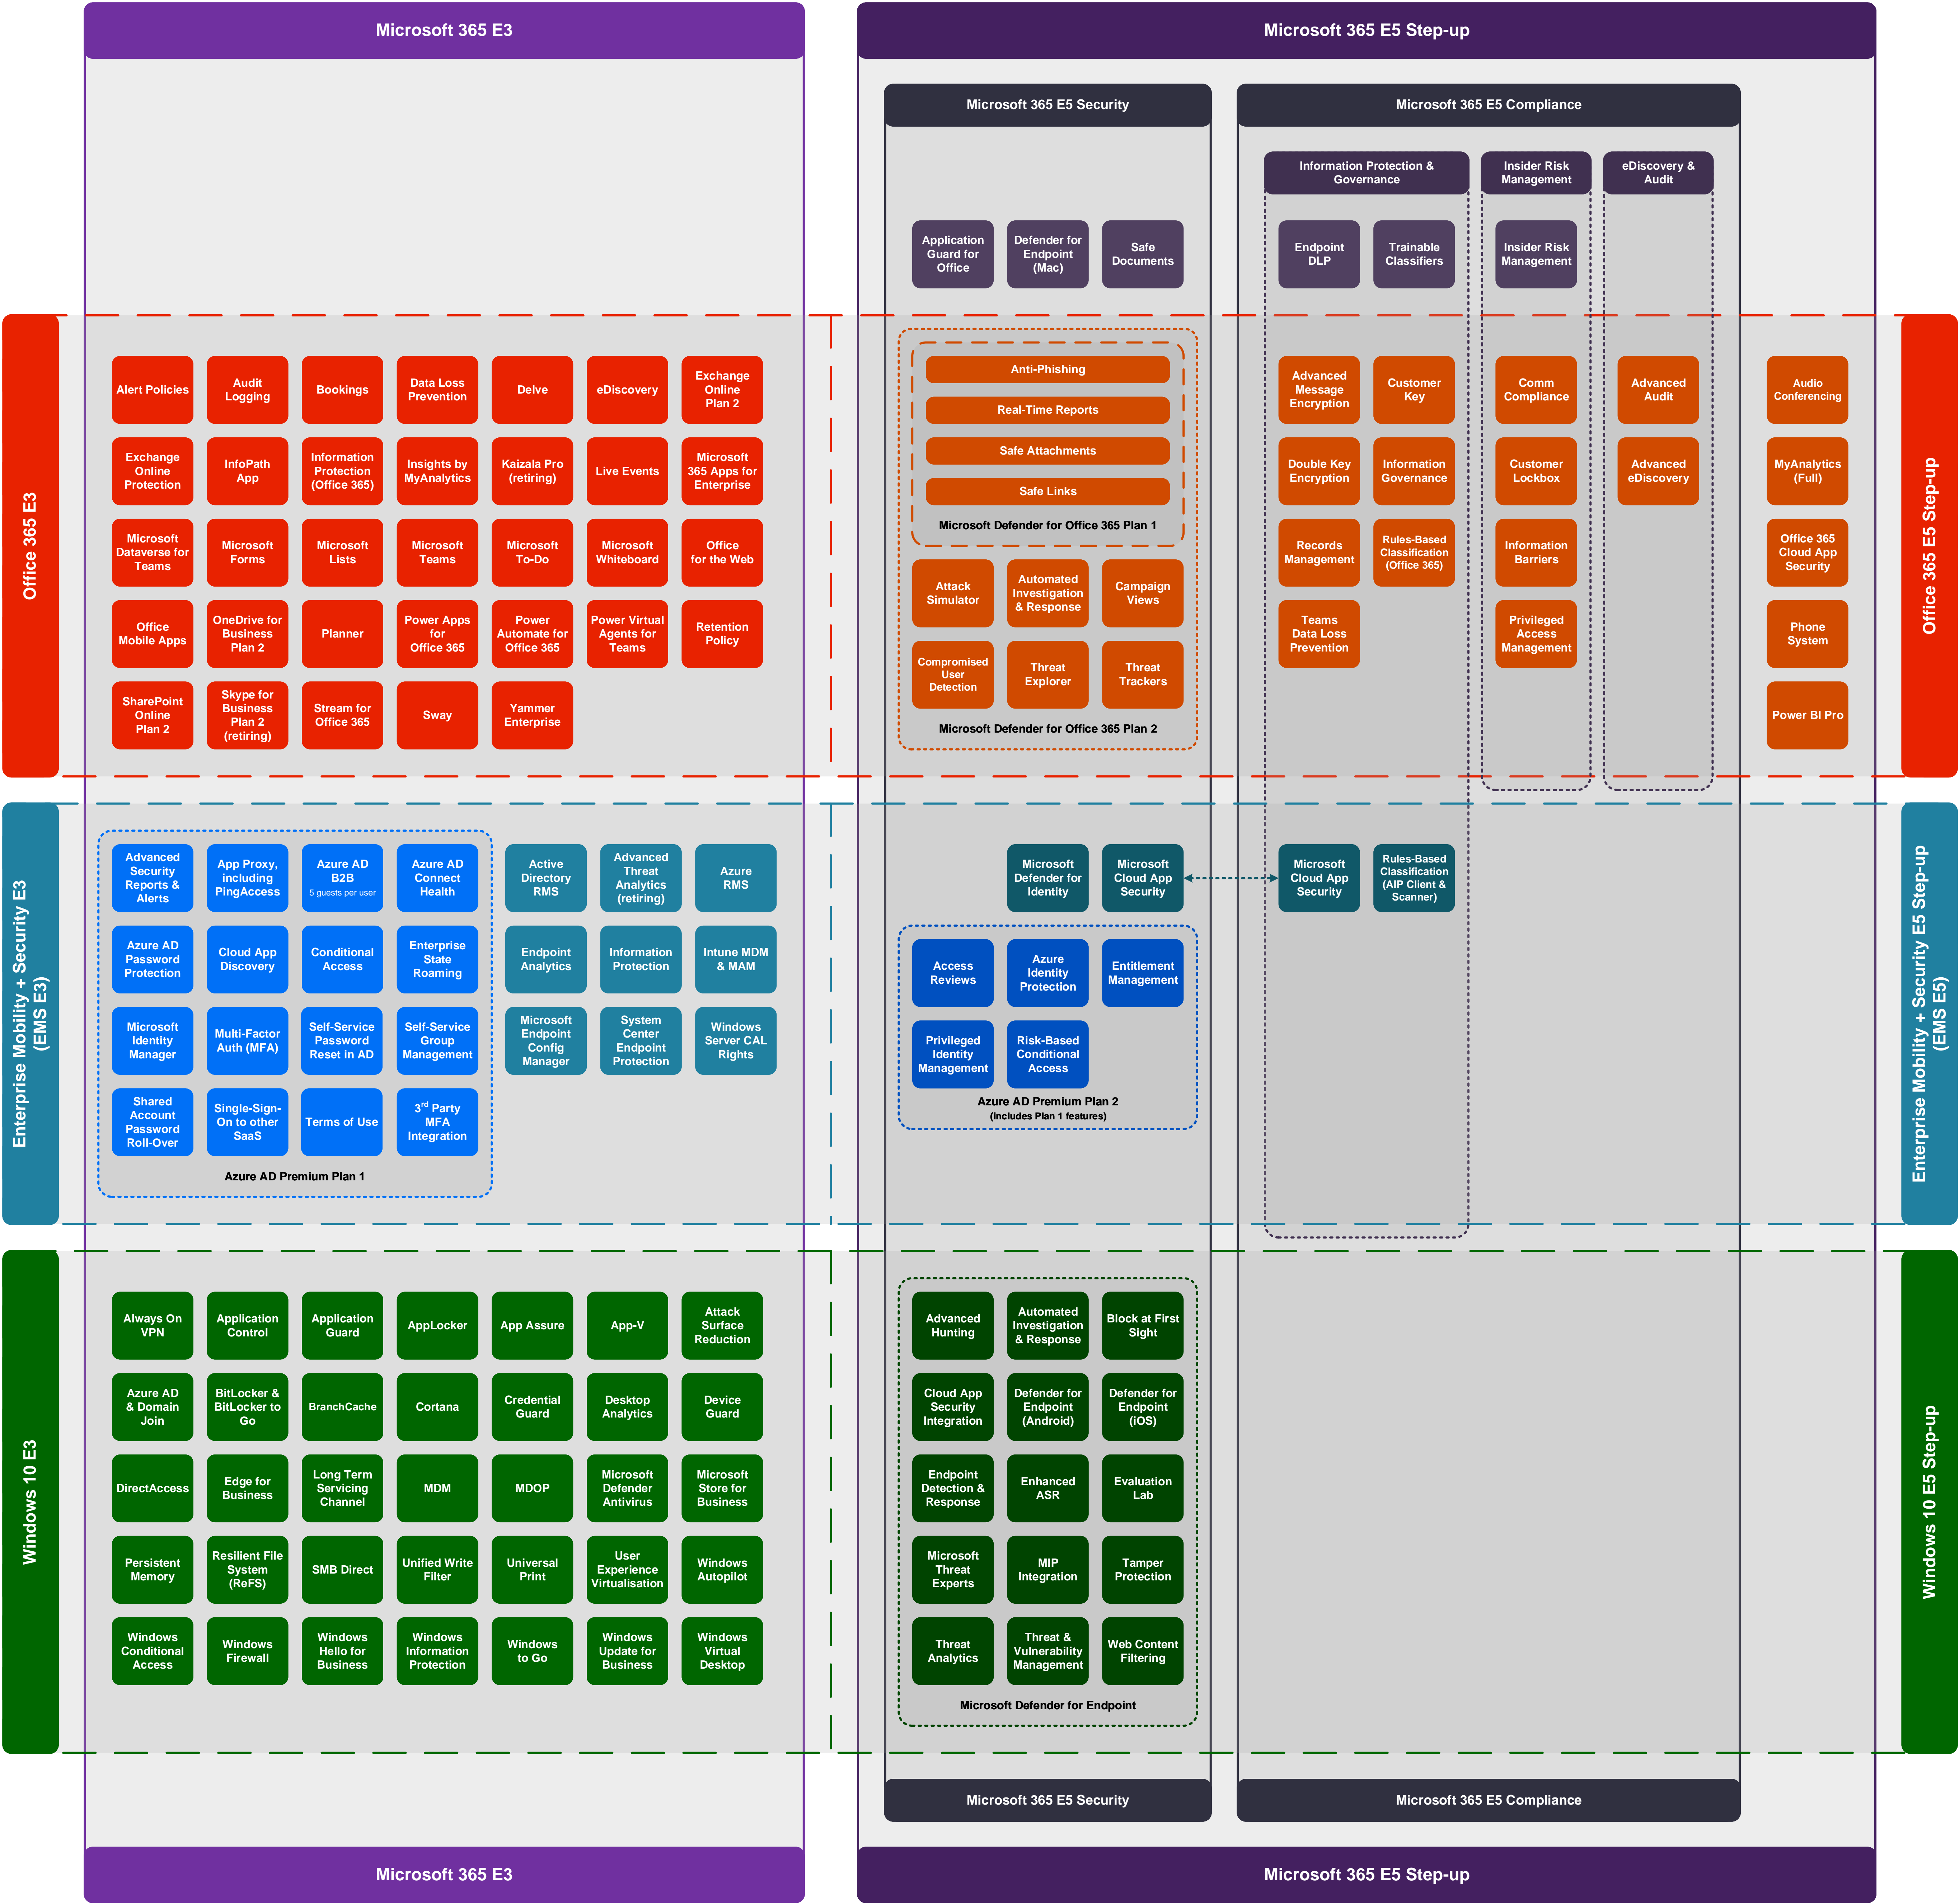 Microsoft 365 E3
Microsoft 365 E5 Step-up
Microsoft 365 E5 Security
Microsoft 365 E5 Compliance
Information Protection &
Governance
Insider Risk
Management
eDiscovery &
Audit
Application
Guard for
Office
Defender for
Endpoint
(Mac)
Safe
Documents
Endpoint
DLP
Trainable
Classifiers
Insider Risk
Management
Office 365 E3
Alert Policies
Audit
Logging
Bookings
Data Loss
Prevention
Delve
eDiscovery
Exchange
Online
Plan 2
Exchange
Online
Protection
InfoPath
App
Information
Protection
(Office 365)
Insights by
MyAnalytics
Kaizala Pro
(retiring)
Live Events
Microsoft
365 Apps for
Enterprise
Microsoft
Dataverse for
Teams
Microsoft
Forms
Microsoft
Lists
Microsoft
Teams
Microsoft
To-Do
Microsoft
Whiteboard
Office
for the Web
Office
Mobile Apps
OneDrive for
Business
Plan 2
Planner
Power Apps
for
Office 365
Power
Automate for
Office 365
Power Virtual
Agents for
Teams
Retention
Policy
SharePoint
Online
Plan 2
Skype for
Business
Plan 2
(retiring)
Stream for
Office 365
Sway
Yammer
Enterprise
Anti-Phishing
Real-Time Reports
Safe Attachments
Safe Links
Microsoft Defender for Office 365 Plan 1
Attack
Simulator
Automated
Investigation
& Response
Campaign
Views
Compromised
User
Detection
Threat
Explorer
Threat
Trackers
Microsoft Defender for Office 365 Plan 2
Advanced
Message
Encryption
Customer
Key
Double Key
Encryption
Information
Governance
Records
Management
Rules-Based
Classification
(Office 365)
Teams
Data Loss
Prevention
Comm
Compliance
Customer
Lockbox
Information
Barriers
Privileged
Access
Management
Advanced
Audit
Advanced
eDiscovery
Audio
Conferencing
MyAnalytics
(Full)
Office 365
Cloud App
Security
Phone
System
Power BI Pro
Office 365 E5 Step-up
Enterprise Mobility + Security E3
(EMS E3)
Advanced
Security
Reports &
Alerts
App Proxy,
including
PingAccess
Azure AD
B2B
5 guests per user
Azure AD
Connect
Health
Azure AD
Password
Protection
Cloud App
Discovery
Conditional
Access
Enterprise
State
Roaming
Microsoft
Identity
Manager
Multi-Factor
Auth (MFA)
Self-Service
Password
Reset in AD
Self-Service
Group
Management
Shared
Account
Password
Roll-Over
Single-Sign-
On to other
SaaS
Terms of Use
3rd Party
MFA
Integration
Azure AD Premium Plan 1
Active
Directory
RMS
Advanced
Threat
Analytics
(retiring)
Azure
RMS
Endpoint
Analytics
Information
Protection
Intune MDM
& MAM
Microsoft
Endpoint
Config
Manager
System
Center
Endpoint
Protection
Windows
Server CAL
Rights
Microsoft
Defender for
Identity
Microsoft
Cloud App
Security
Microsoft
Cloud App
Security
Rules-Based
Classification
(AIP Client &
Scanner)
Access
Reviews
Azure
Identity
Protection
Entitlement
Management
Privileged
Identity
Management
Risk-Based
Conditional
Access
Azure AD Premium Plan 2
(includes Plan 1 features)
Enterprise Mobility + Security E5 Step-up
(EMS E5)
Windows 10 E3
Always On
VPN
Application
Control
Application
Guard
AppLocker
App Assure
App-V
Attack
Surface
Reduction
Azure AD
& Domain
Join
BitLocker &
BitLocker to
Go
BranchCache
Cortana
Credential
Guard
Desktop
Analytics
Device
Guard
DirectAccess
Edge for
Business
Long Term
Servicing
Channel
MDM
MDOP
Microsoft
Defender
Antivirus
Microsoft
Store for
Business
Persistent
Memory
Resilient File
System
(ReFS)
SMB Direct
Unified Write
Filter
Universal
Print
User
Experience
Virtualisation
Windows
Autopilot
Windows
Conditional
Access
Windows
Firewall
Windows
Hello for
Business
Windows
Information
Protection
Windows
to Go
Windows
Update for
Business
Windows
Virtual
Desktop
Advanced
Hunting
Automated
Investigation
& Response
Block at First
Sight
Cloud App
Security
Integration
Defender for
Endpoint
(Android)
Defender for
Endpoint
(iOS)
Endpoint
Detection &
Response
Enhanced
ASR
Evaluation
Lab
Microsoft
Threat
Experts
MIP
Integration
Tamper
Protection
Threat
Analytics
Threat &
Vulnerability
Management
Web Content
Filtering
Microsoft Defender for Endpoint
Windows 10 E5 Step-up
Microsoft 365 E5 Security
Microsoft 365 E5 Compliance
Microsoft 365 E3
Microsoft 365 E5 Step-up